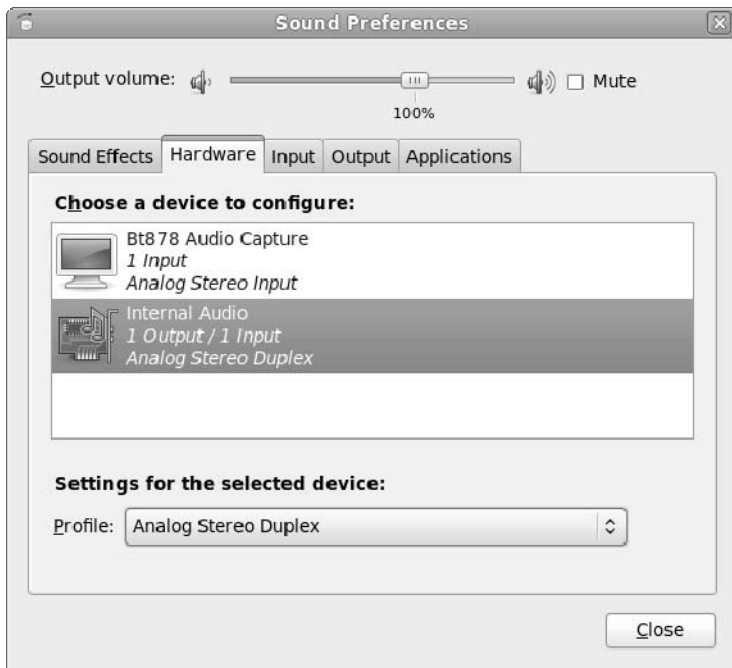 Sound Preferences
Output volume:
Mute
100%
Sound Effects
Hardware
Input
Output
Applications
Choose a device to configure:
Bt878 Audio Capture
1 Input
Analog Stereo Input
Internal Audio
1 Output / 1 Input
Analog Stereo Duplex
Settings for the selected device:
Profile: Analog Stereo Duplex
Close